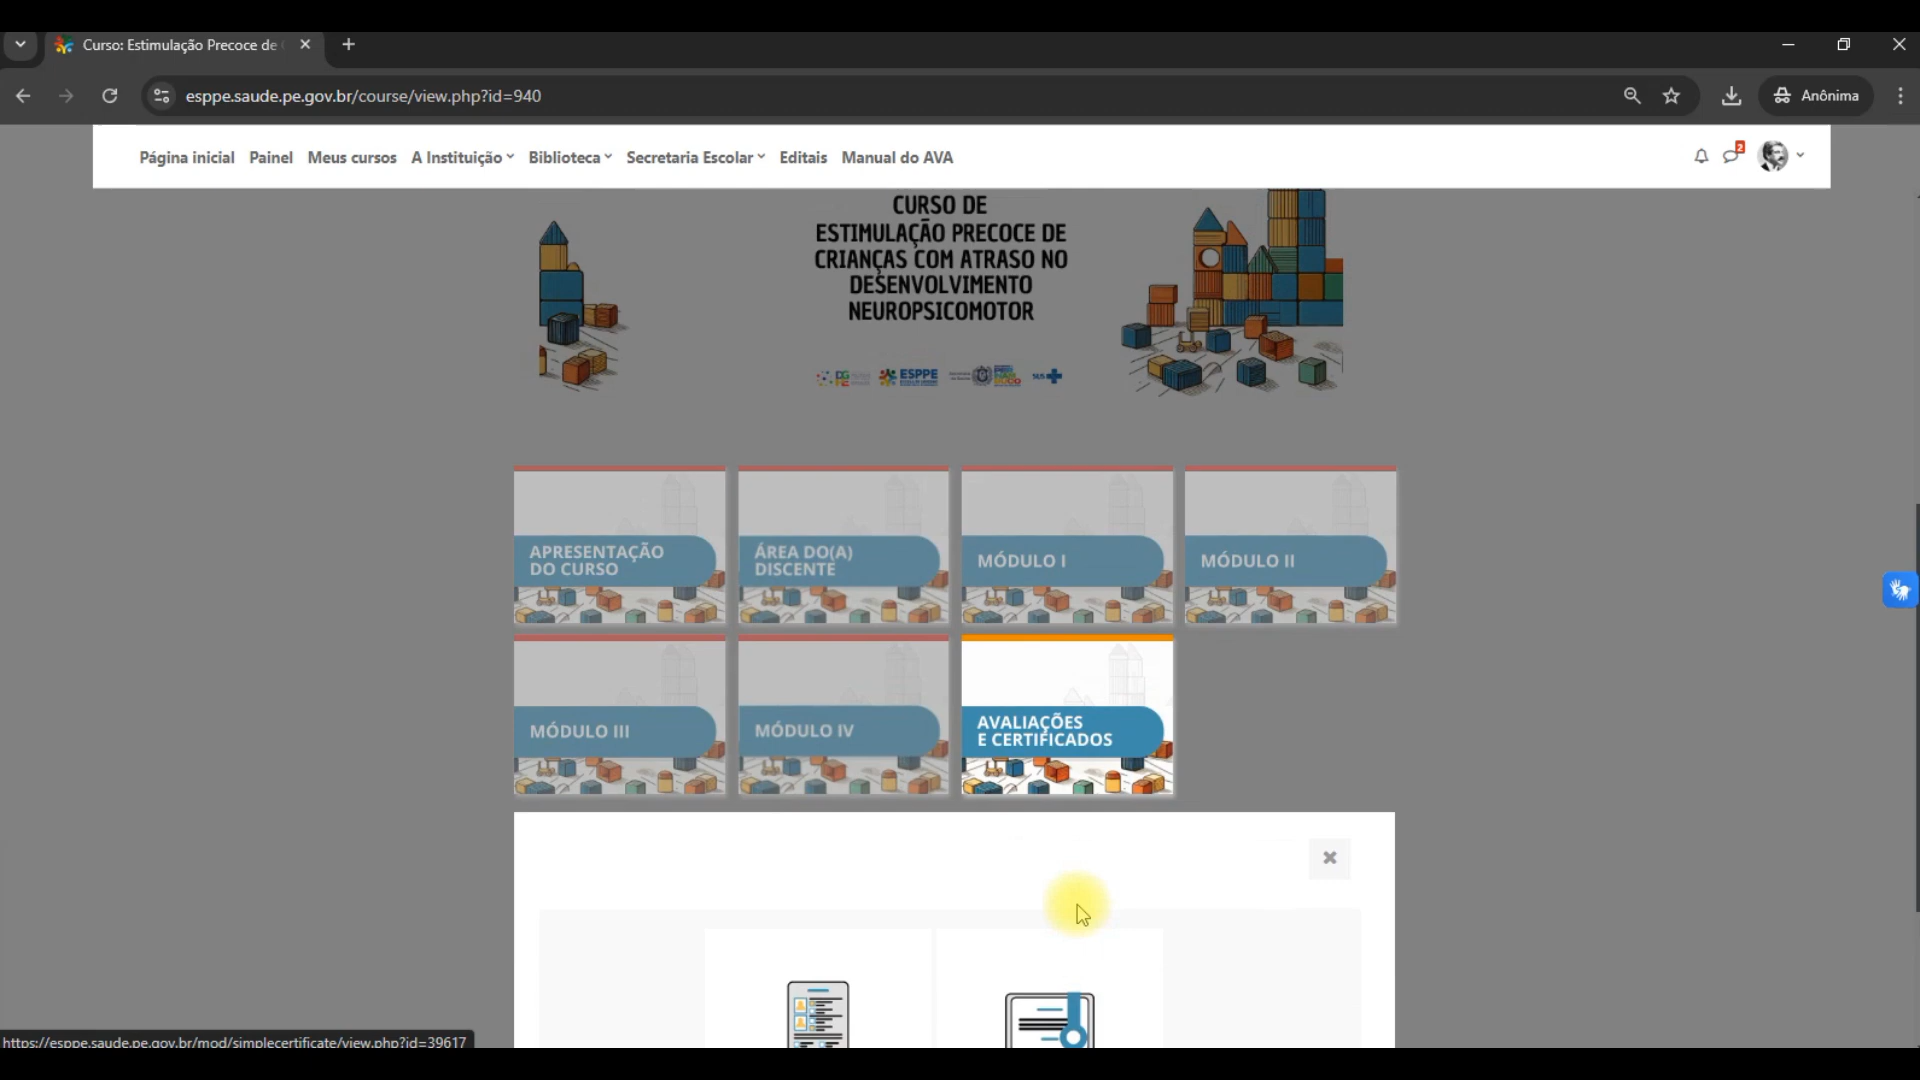 Curso: Estimulação Precoce de
esppe.saude.pe.gov.br/course/view.php?id=940
Anônima
Página inicial Painel Meus cursos A Instituição Biblioteca Secretaria Escolar Editais Manual do AVA
2
CURSO DE
ESTIMULAÇÃO PRECOCE DE
CRIANÇAS COM ATRASO NO
DESENVOLVIMENTO
NEUROPSICOMOTOR
ESPPE
SUS
APRESENTAÇÃO
DO CURSO
ÁREA DO(A)
DISCENTE
MÓDULO I
MÓDULO II
MÓDULO III
MÓDULO IV
AVALIAÇÕES
E CERTIFICADOS
https://esppe.saude.pe.gov.br/mod/simplecertificate/view.php?id=39617